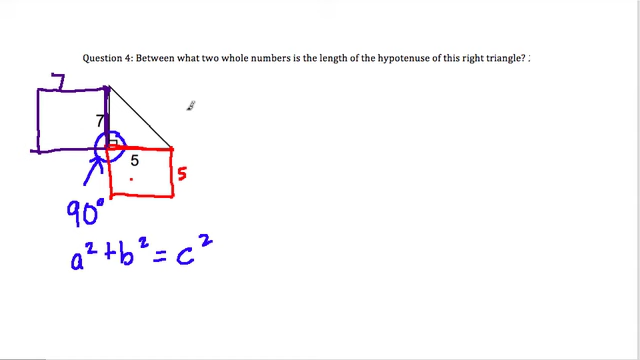 Question 4: Between what two whole numbers is the length of the hypotenuse of this right triangle?
7
7
5
5
90°
a² + b² = c²